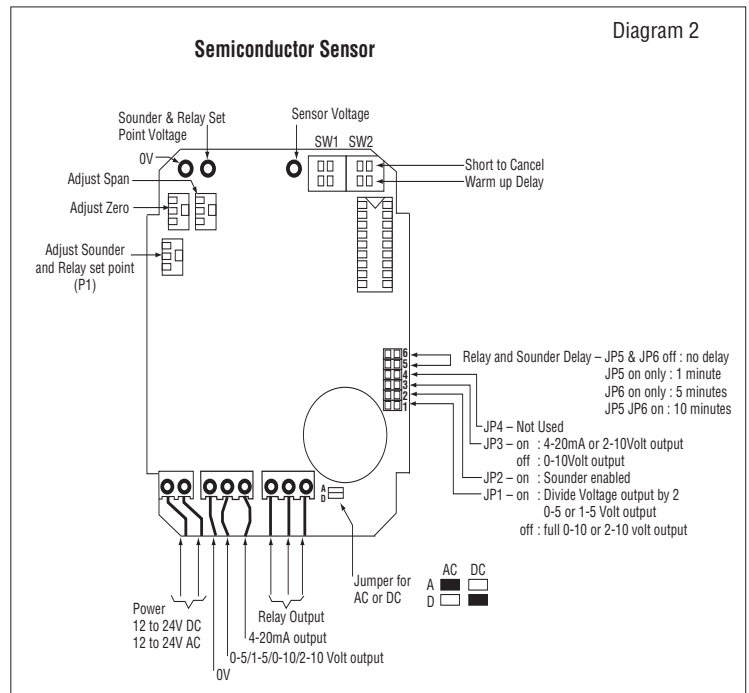 Diagram 2
Semiconductor Sensor
Sounder & Relay Set
Point Voltage
Sensor Voltage
SW1 SW2
0V
Short to Cancel
Warm up Delay
Adjust Span
Adjust Zero
Adjust Sounder
and Relay set point
(P1)
6
5
4
3
2
1
Relay and Sounder Delay – JP5 & JP6 off : no delay
JP5 on only : 1 minute
JP6 on only : 5 minutes
JP5 JP6 on : 10 minutes
JP4 – Not Used
JP3 – on : 4-20mA or 2-10Volt output
off : 0-10Volt output
JP2 – on : Sounder enabled
JP1 – on : Divide Voltage output by 2
0-5 or 1-5 Volt output
off : full 0-10 or 2-10 volt output
A
D
Jumper for
AC or DC
AC DC
A
D
Power
12 to 24V DC
12 to 24V AC
Relay Output
4-20mA output
0-5/1-5/0-10/2-10 Volt output
0V